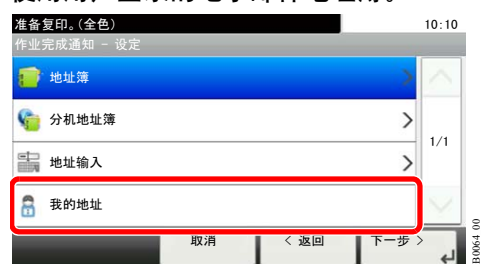 准备复印。(全色)
10:10
作业完成通知 - 设定
地址簿
分机地址簿
1/1
地址输入
我的地址
取消
< 返回
下一步 >
B0064_00